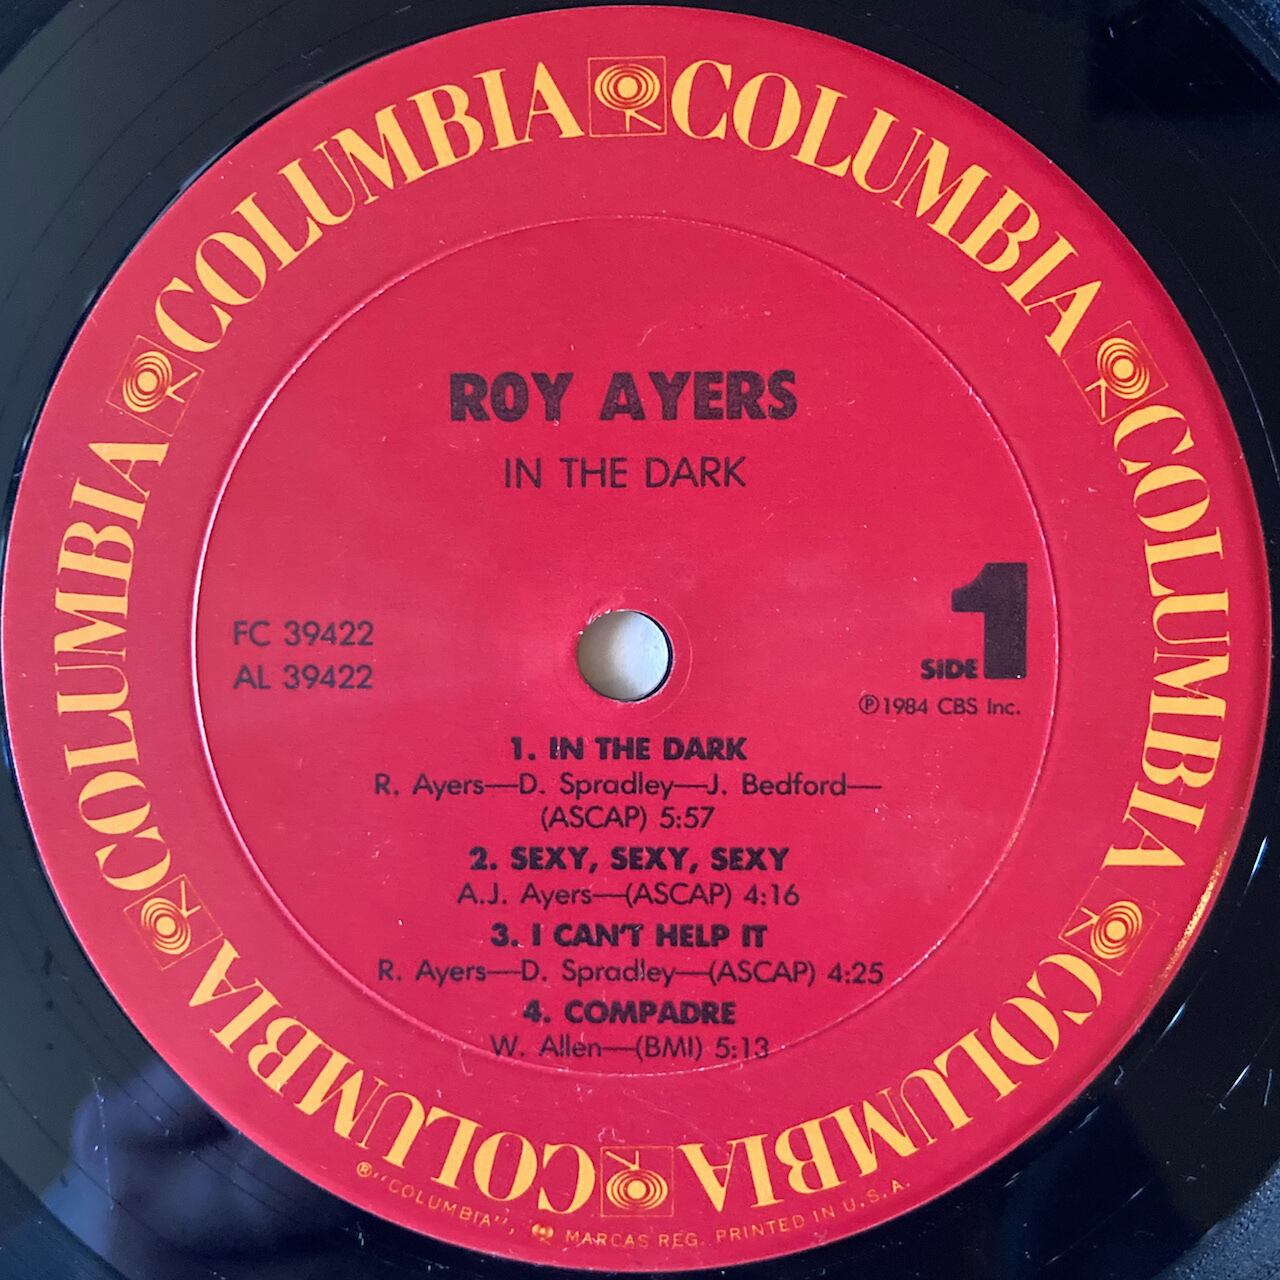 COLUMBIA COLUMBIA COLUMBIA COLUMBIA COLUMBIA COLUMBIA COLUMBIA
ROY AYERS
IN THE DARK
FC 39422
AL 39422
SIDE 1
Ⓟ1984 CBS Inc.
1. IN THE DARK
R. Ayers—D. Spradley—J. Bedford—
(ASCAP) 5:57
2. SEXY, SEXY, SEXY
A.J. Ayers—(ASCAP) 4:16
3. I CAN'T HELP IT
R. Ayers—D. Spradley—(ASCAP) 4:25
4. COMPADRE
W. Allen—(BMI) 5:13
®"COLUMBIA", MARCAS REG. PRINTED IN U.S.A.